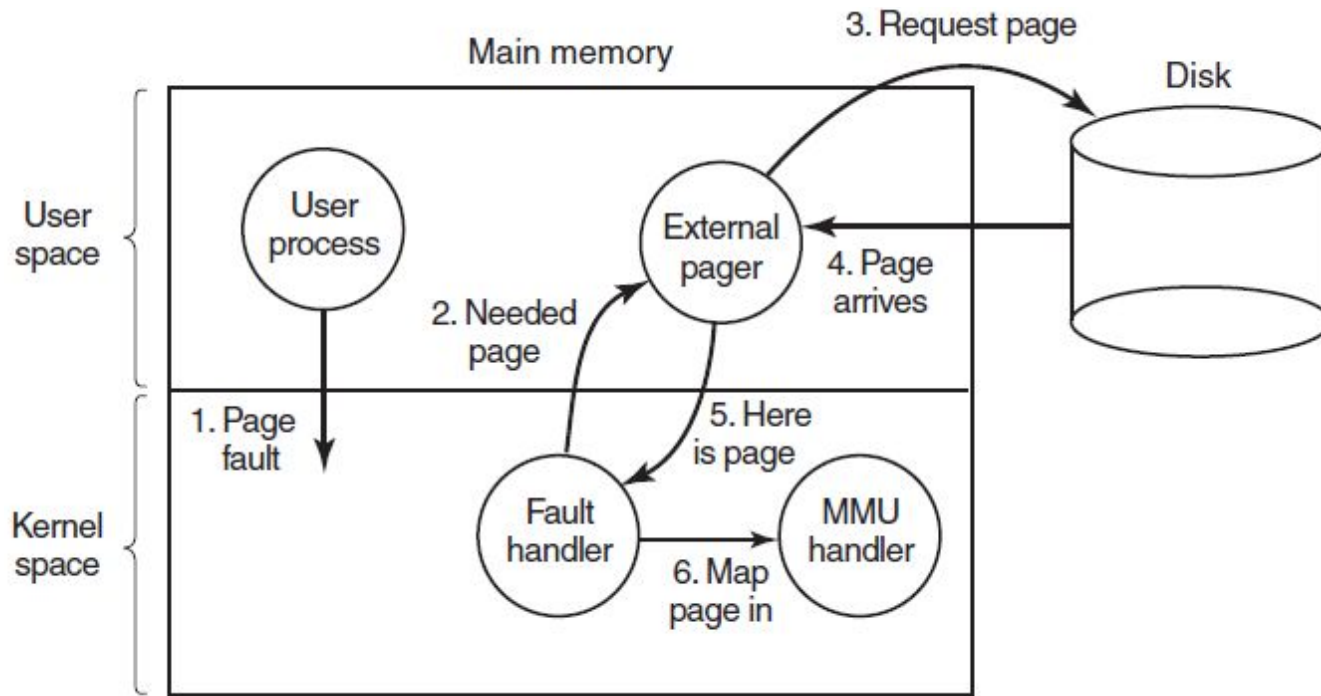 Main memory
3. Request page
Disk
User
space
User
process
External
pager
4. Page
arrives
2. Needed
page
1. Page
fault
5. Here
is page
Kernel
space
Fault
handler
MMU
handler
6. Map
page in